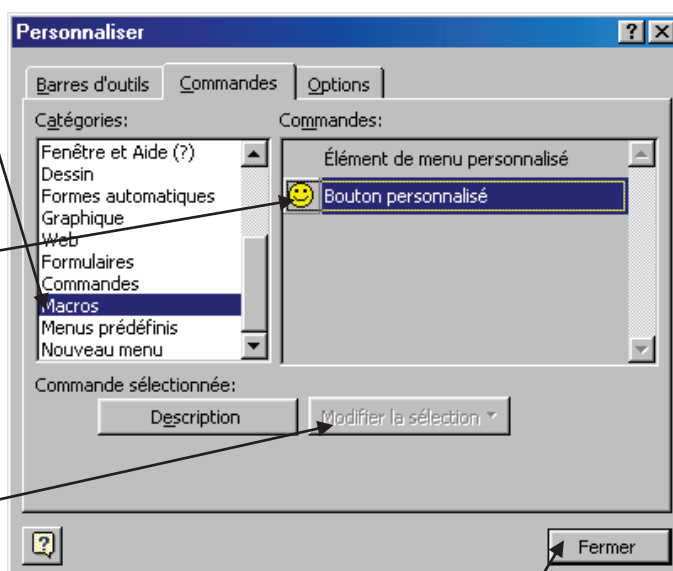 Personnaliser
Barres d'outils Commandes Options
Catégories: Commandes:
Fenêtre et Aide (?)
Dessin
Formes automatiques
Graphique
Web
Formulaires
Commandes
Macros
Menus prédéfinis
Nouveau menu
Élément de menu personnalisé
Bouton personnalisé
Commande sélectionnée:
Description Modifier la sélection
Fermer